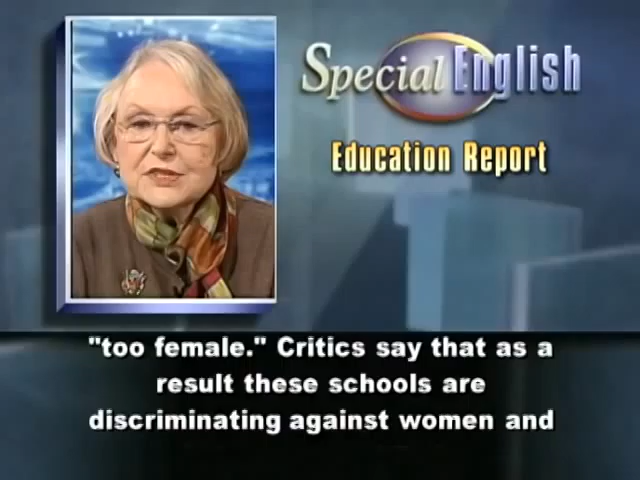 Special English
Education Report
"too female." Critics say that as a
result these schools are
discriminating against women and